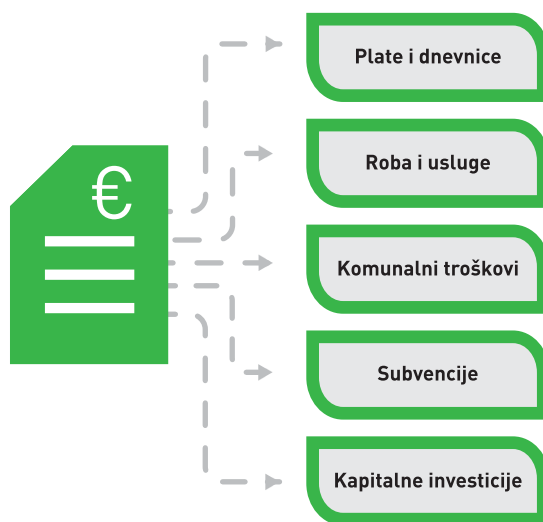 €
Plate i dnevnice
Roba i usluge
Komunalni troškovi
Subvencije
Kapitalne investicije